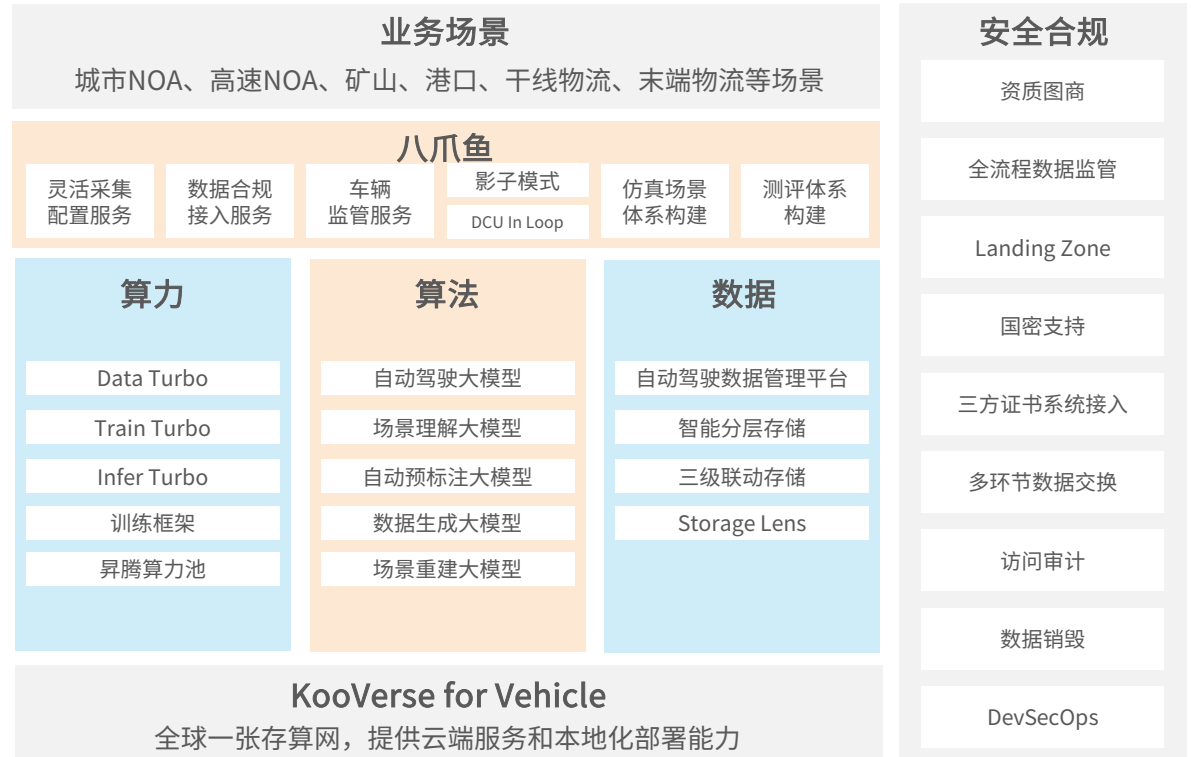 业务场景
城市NOA、高速NOA、矿山、港口、干线物流、末端物流等场景
八爪鱼
灵活采集
配置服务
数据合规
接入服务
车辆
监管服务
影子模式
DCU In Loop
仿真场景
体系构建
测评体系
构建
算力
Data Turbo
Train Turbo
Infer Turbo
训练框架
昇腾算力池
算法
自动驾驶大模型
场景理解大模型
自动预标注大模型
数据生成大模型
场景重建大模型
数据
自动驾驶数据管理平台
智能分层存储
三级联动存储
Storage Lens
KooVerse for Vehicle
全球一张存算网，提供云端服务和本地化部署能力
安全合规
资质图商
全流程数据监管
Landing Zone
国密支持
三方证书系统接入
多环节数据交换
访问审计
数据销毁
DevSecOps